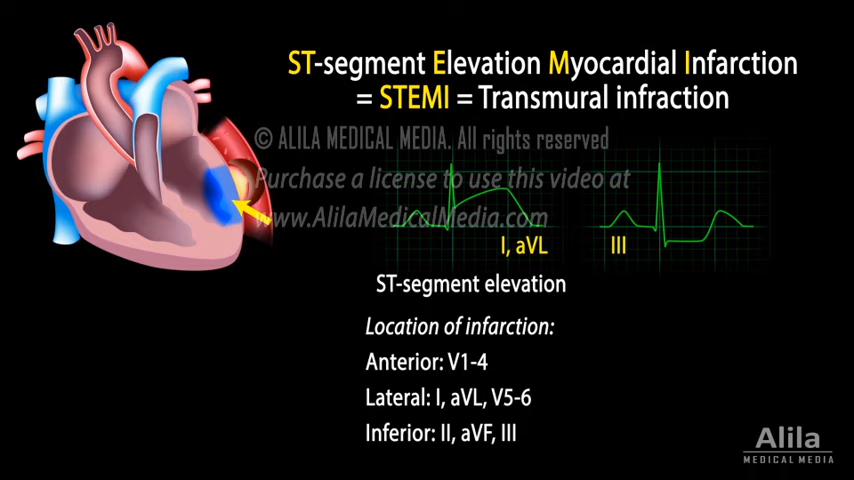 ST-segment Elevation Myocardial Infarction
= STEMI = Transmural infraction
© ALILA MEDICAL MEDIA. All rights reserved
Purchase a license to use this video at
www.AlilaMedicalMedia.com
I, aVL
III
ST-segment elevation
Location of infarction:
Anterior: V1-4
Lateral: I, aVL, V5-6
Inferior: II, aVF, III
Alila
MEDICAL MEDIA